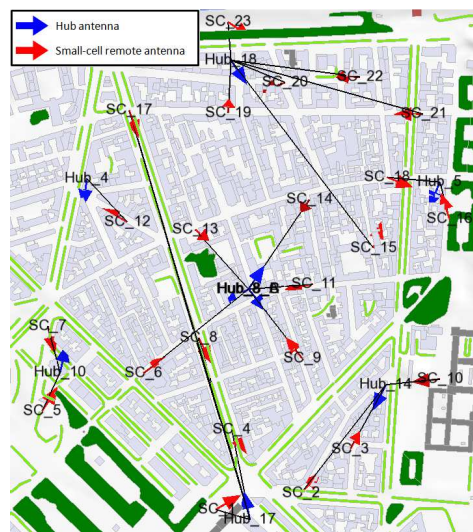 Hub antenna
Small-cell remote antenna
SC_23
Hub_18
SC_22
SC_20
SC_17
SC_19
SC_21
Hub_4
SC_18
Hub_5
SC_14
SC_12
SC_16
SC_13
SC_15
SC_11
SC_7
SC_8
SC_9
SC_6
Hub_10
SC_10
Hub_14
SC_5
SC_4
SC_3
SC_2
SC_1
Hub_17